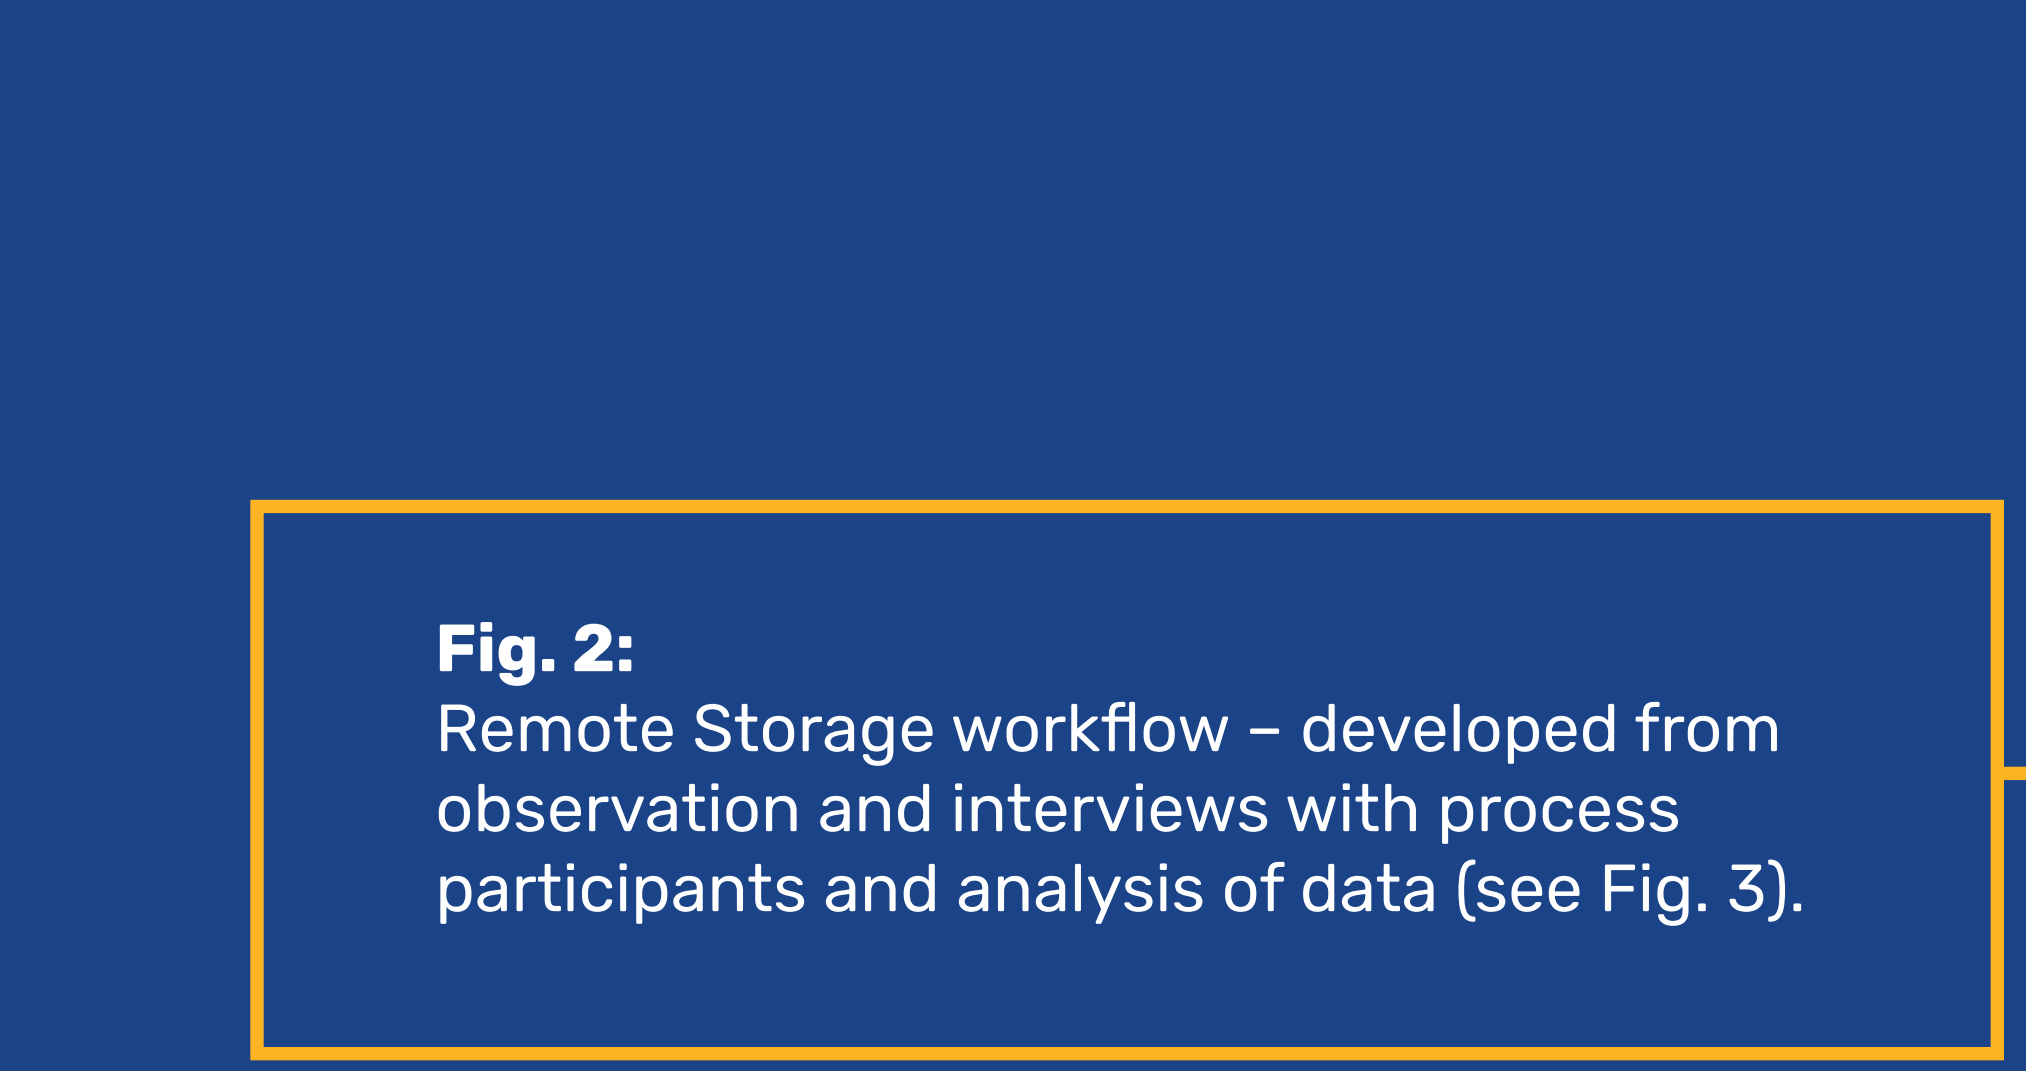 Fig. 2:
Remote Storage workflow – developed from
observation and interviews with process
participants and analysis of data (see Fig. 3).